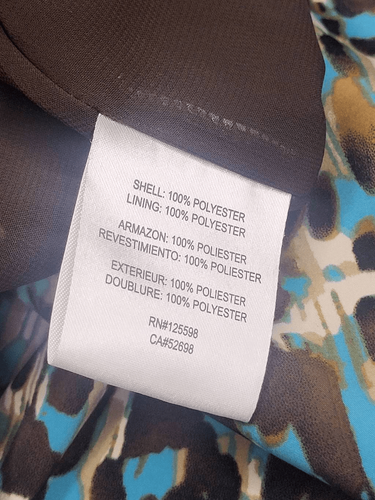 SHELL: 100% POLYESTER
LINING: 100% POLYESTER
ARMAZON: 100% POLIESTER
REVESTIMIENTO: 100% POLIESTER
EXTERIEUR: 100% POLIESTER
DOUBLURE: 100% POLYESTER
RN#125598
CA#52698